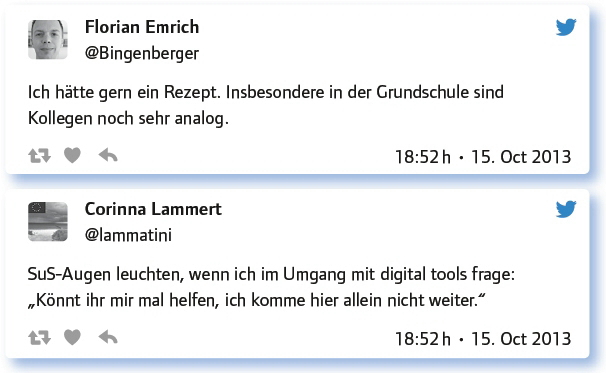 Florian Emrich
@Bingenberger
Ich hätte gern ein Rezept. Insbesondere in der Grundschule sind
Kollegen noch sehr analog.
18:52 h · 15. Oct 2013
Corinna Lammert
@lammatini
SuS-Augen leuchten, wenn ich im Umgang mit digital tools frage:
„Könnt ihr mir mal helfen, ich komme hier allein nicht weiter.“
18:52 h · 15. Oct 2013